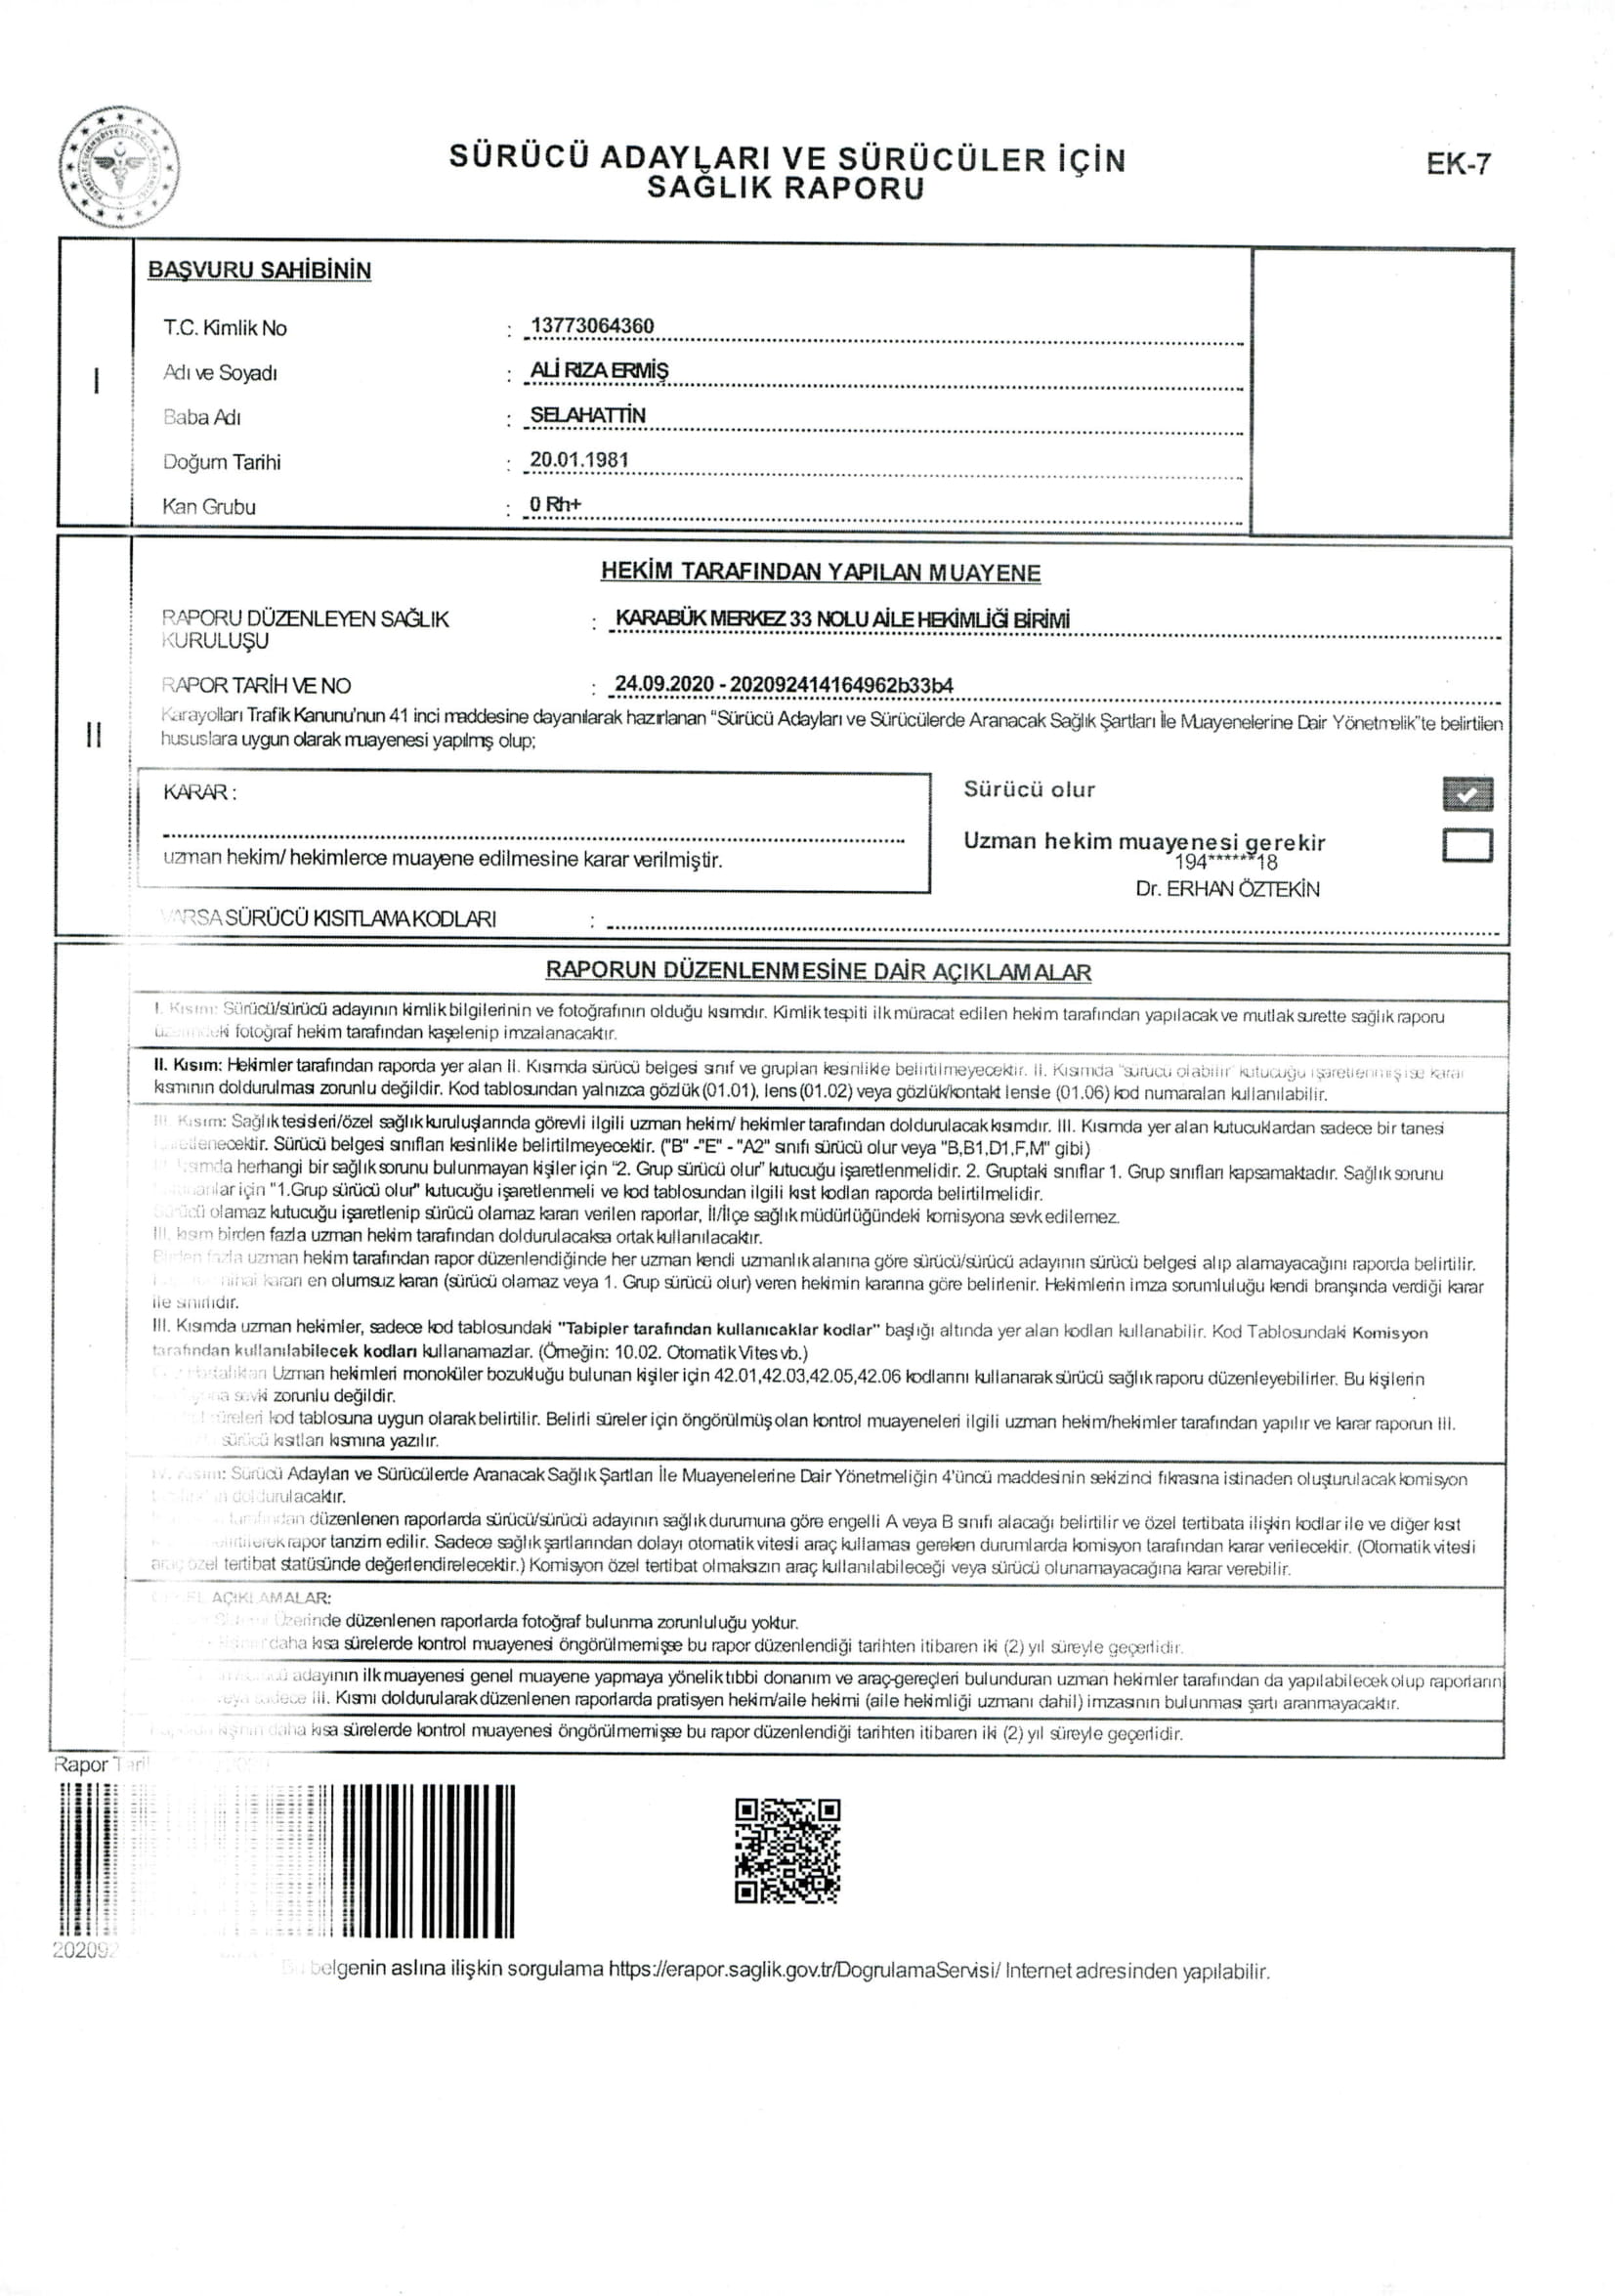 SÜRÜCÜ ADAYLARI VE SÜRÜCÜLER İÇİN
SAĞLIK RAPORU
EK-7
BAŞVURU SAHİBİNİN
I
T.C. Kimlik No : 13773064360
Adı ve Soyadı : ALİ RIZA ERMİŞ
Baba Adı : SELAHATTİN
Doğum Tarihi : 20.01.1981
Kan Grubu : 0 Rh+
II
HEKİM TARAFINDAN YAPILAN MUAYENE
RAPORU DÜZENLEYEN SAĞLIK : KARABÜK MERKEZ 33 NOLU AİLE HEKİMLİĞİ BİRİMİ
KURULUŞU
RAPOR TARİH VE NO : 24.09.2020 - 202092414164962b33b4
Karayolları Trafik Kanunu'nun 41 inci maddesine dayanılarak hazırlanan "Sürücü Adayları ve Sürücülerde Aranacak Sağlık Şartları İle Muayenelerine Dair Yönetmelik"te belirtilen
hususlara uygun olarak muayenesi yapılmış olup;
KARAR :
uzman hekim/ hekimlerce muayene edilmesine karar verilmiştir.
Sürücü olur
Uzman hekim muayenesi gerekir
194******18
Dr. ERHAN ÖZTEKİN
VARSA SÜRÜCÜ KISITLAMA KODLARI :
RAPORUN DÜZENLENMESİNE DAİR AÇIKLAMALAR
I. Kısım: Sürücü/sürücü adayının kimlik bilgilerinin ve fotoğrafının olduğu kısımdır. Kimlik tespiti ilk müracat edilen hekim tarafından yapılacak ve mutlak surette sağlık raporu
fotoğraf hekim tarafından kaşelenip imzalanacaktır.
II. Kısım: Hekimler tarafından raporda yer alan II. Kısımda sürücü belgesi sınıf ve grupları kesinlikle belirtilmeyecektir. II. Kısımda "sürücü olabilir" kutucuğu işaretlenmiş ise karar
kısmının doldurulması zorunlu değildir. Kod tablosundan yalnızca gözlük (01.01), lens (01.02) veya gözlük/kontakt lensle (01.06) kod numaraları kullanılabilir.
III. Kısım: Sağlık tesisleri/özel sağlık kuruluşlarında görevli ilgili uzman hekim/ hekimler tarafından doldurulacak kısımdır. III. Kısımda yer alan kutucuklardan sadece bir tanesi
Sürücü belgesi sınıfları kesinlikle belirtilmeyecektir. ("B" -"E" - "A2" sınıfı sürücü olur veya "B,B1,D1,F,M" gibi)
herhangi bir sağlık sorunu bulunmayan kişiler için "2. Grup sürücü olur" kutucuğu işaretlenmelidir. 2. Gruptaki sınıflar 1. Grup sınıfları kapsamaktadır. Sağlık sorunu
için "1.Grup sürücü olur" kutucuğu işaretlenmeli ve kod tablosundan ilgili kısıt kodları raporda belirtilmelidir.
Sürücü olamaz kutucuğu işaretlenip sürücü olamaz kararı verilen raporlar, İl/İlçe sağlık müdürlüğündeki komisyona sevk edilemez.
III. kısım birden fazla uzman hekim tarafından doldurulacaksa ortak kullanılacaktır.
Birden fazla uzman hekim tarafından rapor düzenlendiğinde her uzman kendi uzmanlık alanına göre sürücü/sürücü adayının sürücü belgesi alıp alamayacağını raporda belirtilir.
nihai kararı en olumsuz kararı (sürücü olamaz veya 1. Grup sürücü olur) veren hekimin kararına göre belirlenir. Hekimlerin imza sorumluluğu kendi branşında verdiği karar
ile sınırlıdır.
III. Kısımda uzman hekimler, sadece kod tablosundaki "Tabipler tarafından kullanıcaklar kodlar" başlığı altında yer alan kodları kullanabilir. Kod Tablosundaki Komisyon
tarafından kullanılabilecek kodları kullanamazlar. (Örneğin: 10.02. Otomatik Vites vb.)
Uzman hekimleri monoküler bozukluğu bulunan kişiler için 42.01,42.03,42.05,42.06 kodlarını kullanarak sürücü sağlık raporu düzenleyebilirler. Bu kişilerin
sevki zorunlu değildir.
süreleri kod tablosuna uygun olarak belirtilir. Belirli süreler için öngörülmüş olan kontrol muayeneleri ilgili uzman hekim/hekimler tarafından yapılır ve karar raporun III.
sürücü kısıtları kısmına yazılır.
IV. Kısım: Sürücü Adayları ve Sürücülerde Aranacak Sağlık Şartları İle Muayenelerine Dair Yönetmeliğin 4'üncü maddesinin sekizinci fıkrasına istinaden oluşturulacak komisyon
doldurulacaktır.
tarafından düzenlenen raporlarda sürücü/sürücü adayının sağlık durumuna göre engelli A veya B sınıfı alacağı belirtilir ve özel tertibata ilişkin kodlar ile ve diğer kısıt
rapor tanzim edilir. Sadece sağlık şartlarından dolayı otomatik vitesli araç kullaması gereken durumlarda komisyon tarafından karar verilecektir. (Otomatik vitesli
araç özel tertibat statüsünde değerlendirelecektir.) Komisyon özel tertibat olmaksızın araç kullanılabileceği veya sürücü olunamayacağına karar verebilir.
AÇIKLAMALAR:
Üzerinde düzenlenen raporlarda fotoğraf bulunma zorunluluğu yoktur.
daha kısa sürelerde kontrol muayenesi öngörülmemişse bu rapor düzenlendiği tarihten itibaren iki (2) yıl süreyle geçerlidir.
adayının ilk muayenesi genel muayene yapmaya yönelik tıbbi donanım ve araç-gereçleri bulunduran uzman hekimler tarafından da yapılabilecek olup raporların
veya sadece III. Kısmı doldurularak düzenlenen raporlarda pratisyen hekim/aile hekimi (aile hekimliği uzmanı dahil) imzasının bulunması şartı aranmayacaktır.
daha kısa sürelerde kontrol muayenesi öngörülmemişse bu rapor düzenlendiği tarihten itibaren iki (2) yıl süreyle geçerlidir.
Rapor
202092
Bu belgenin aslına ilişkin sorgulama https://erapor.saglik.gov.tr/DogrulamaServisi/ Internet adresinden yapılabilir.